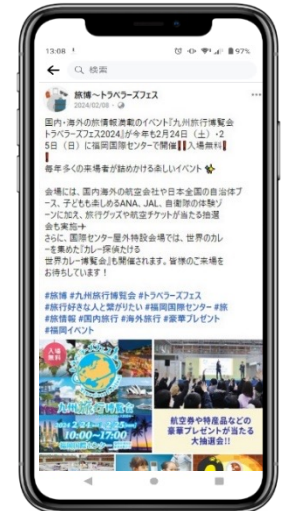 13:08
97%
検索
旅博～トラベラーズフェス
2024/02/08
国内・海外の旅情報満載のイベント『九州旅行博覧会
トラベラーズフェス2024』が今年も2月24日（土）・2
5日（日）に福岡国際センターで開催‼入場無料‼
毎年多くの来場者が詰めかける楽しいイベント
会場には、国内海外の航空会社や日本全国の自治体ブ
ース、子どもも楽しめるANA、JAL、自衛隊の体験ゾ
ーンに加え、旅行グッズや航空チケットが当たる抽選
会も実施✈
さらに、国際センター屋外特設会場では、世界のカレ
ーを集めた『カレー探偵たける
世界カレー博覧会』も開催されます。皆様のご来場を
お待ちしています！
#旅博 #九州旅行博覧会 #トラベラーズフェス
#旅行好きな人と繋がりたい #福岡国際センター #旅
#旅情報 #国内旅行 #海外旅行 #豪華プレゼント
#福岡イベント
入場
無料
九州旅行博覧会
10:00～17:00
航空券や特産品などの
豪華プレゼントが当たる
大抽選会!!